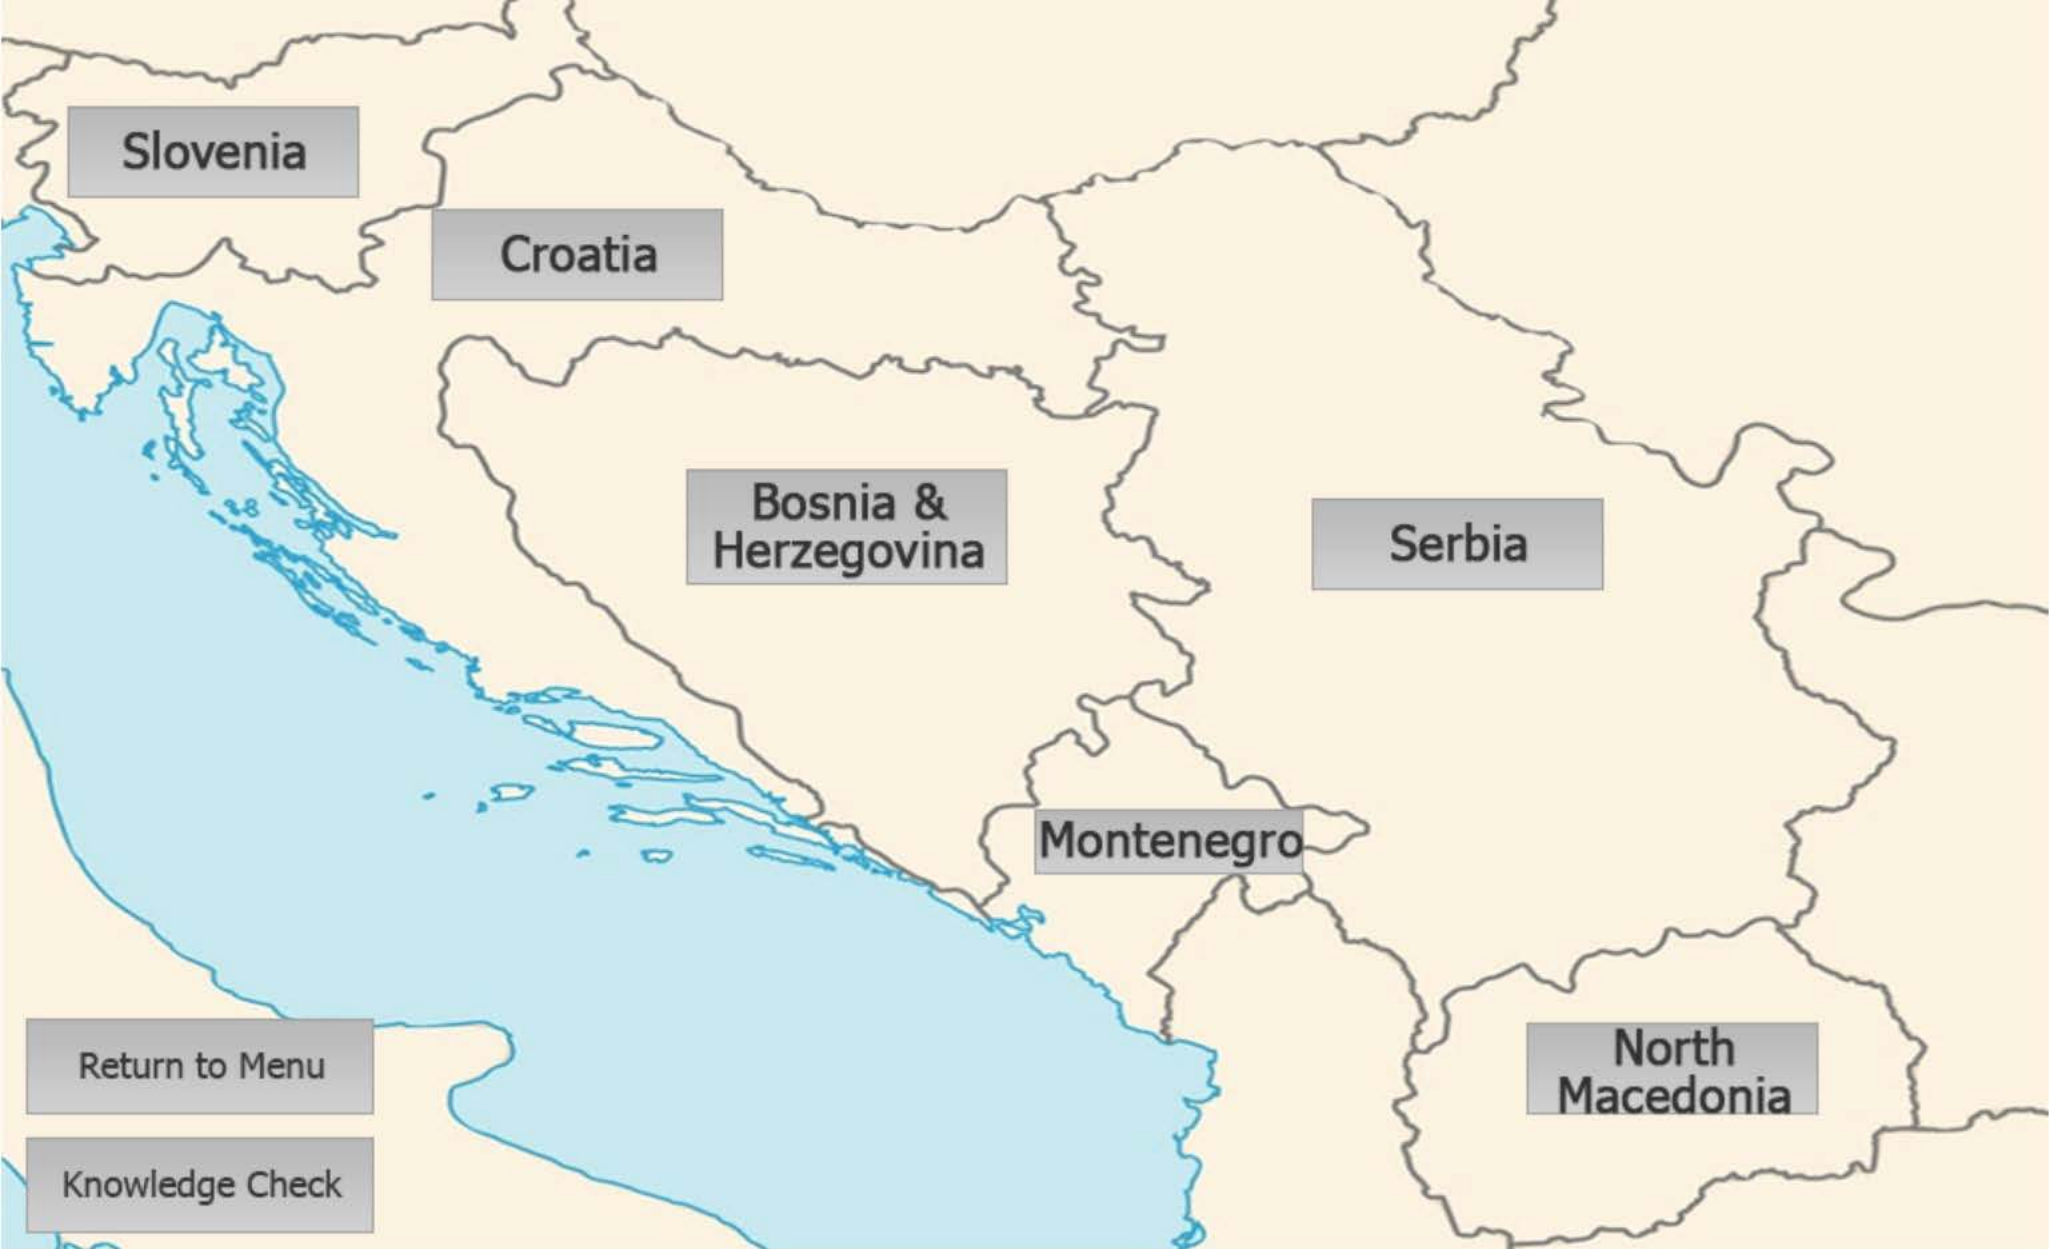 Slovenia
Croatia
Bosnia &
Herzegovina
Serbia
Montenegro
North
Macedonia
Return to Menu
Knowledge Check